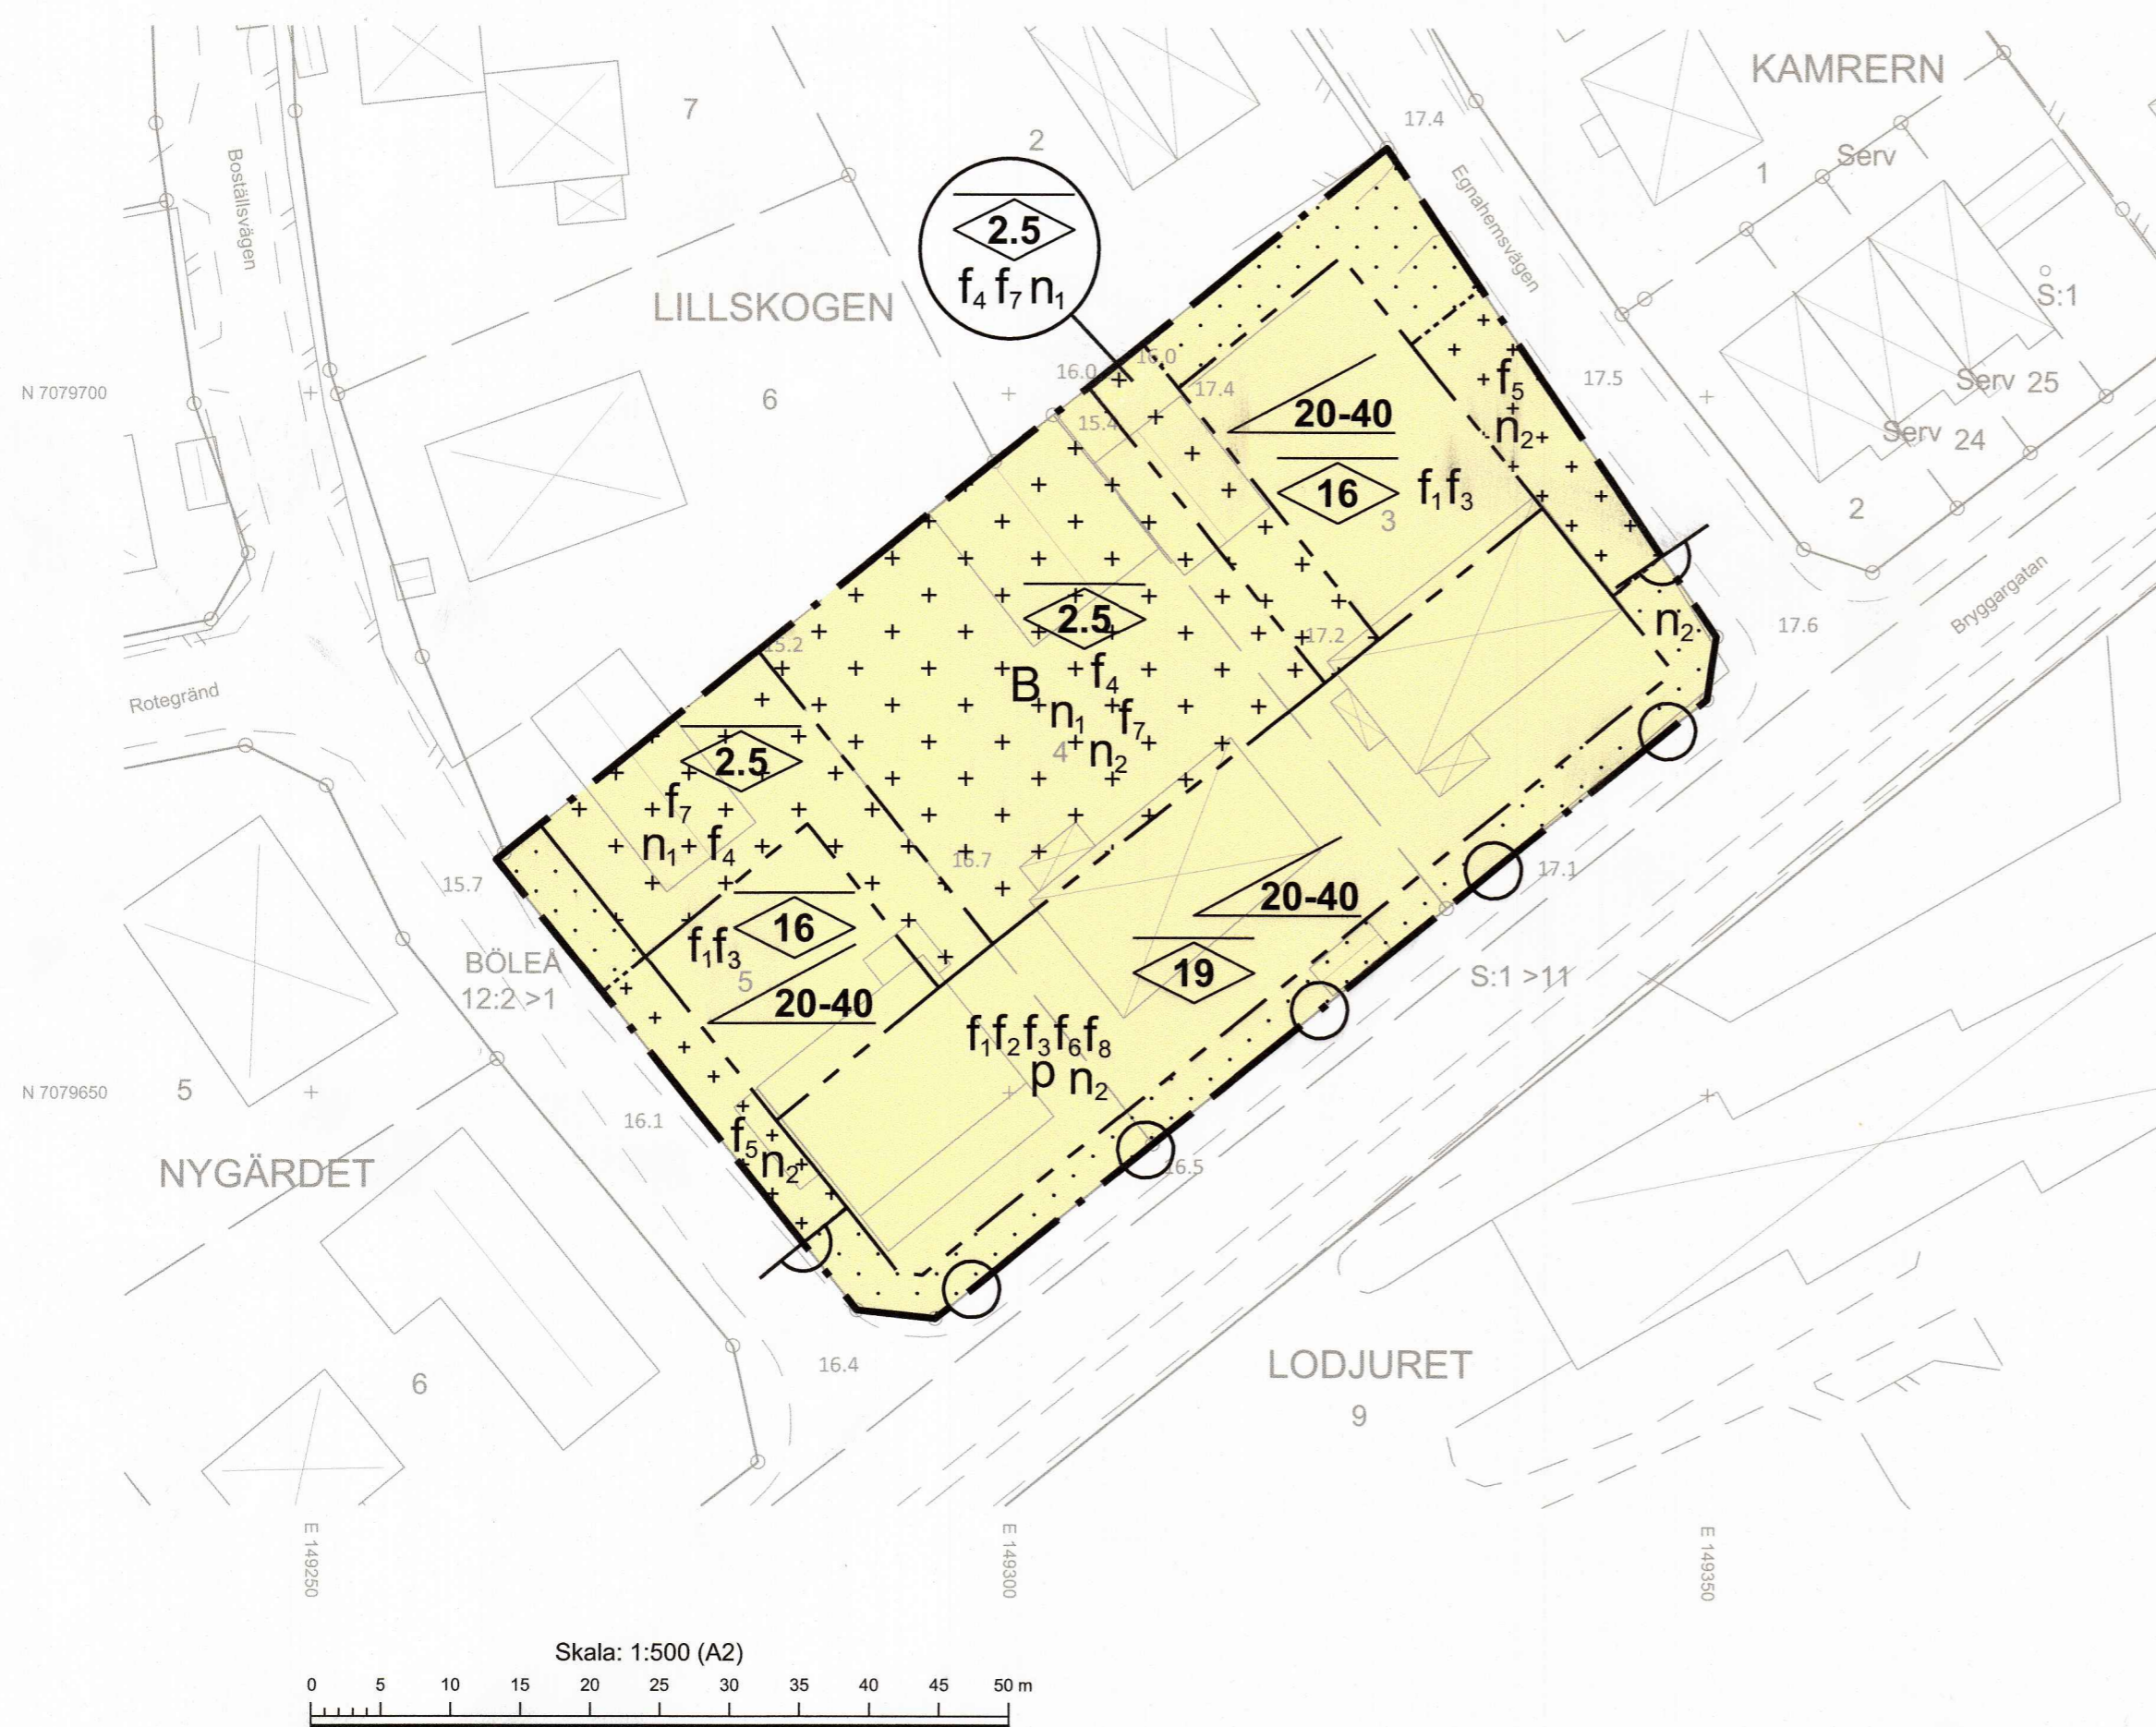 KAMRERN
17.4
7
2
Serv
1
Boställsvägen
Egnahemsvägen
2.5
f4 f7 n1
S:1
LILLSKOGEN
N 7079700
6
16.0
16.0
17.4
15.4
17.5
f5
n2
Serv 25
Serv 24
20-40
16
f1f3
3
2
Bryggargatan
2.5
17.2
n2
17.6
15.2
Rotegränd
B
f4
n1
f7
4
n2
2.5
f7
n1
f4
16.7
15.7
17.1
20-40
16
f1f3
5
20-40
19
BÖLEÅ
12:2 >1
S:1 >11
f1f2f3f6f8
p n2
N 7079650
5
16.1
f5
n2
16.5
NYGÄRDET
16.4
LODJURET
9
6
E 149250
E 149300
E 149350
Skala: 1:500 (A2)
0 5 10 15 20 25 30 35 40 45 50 m